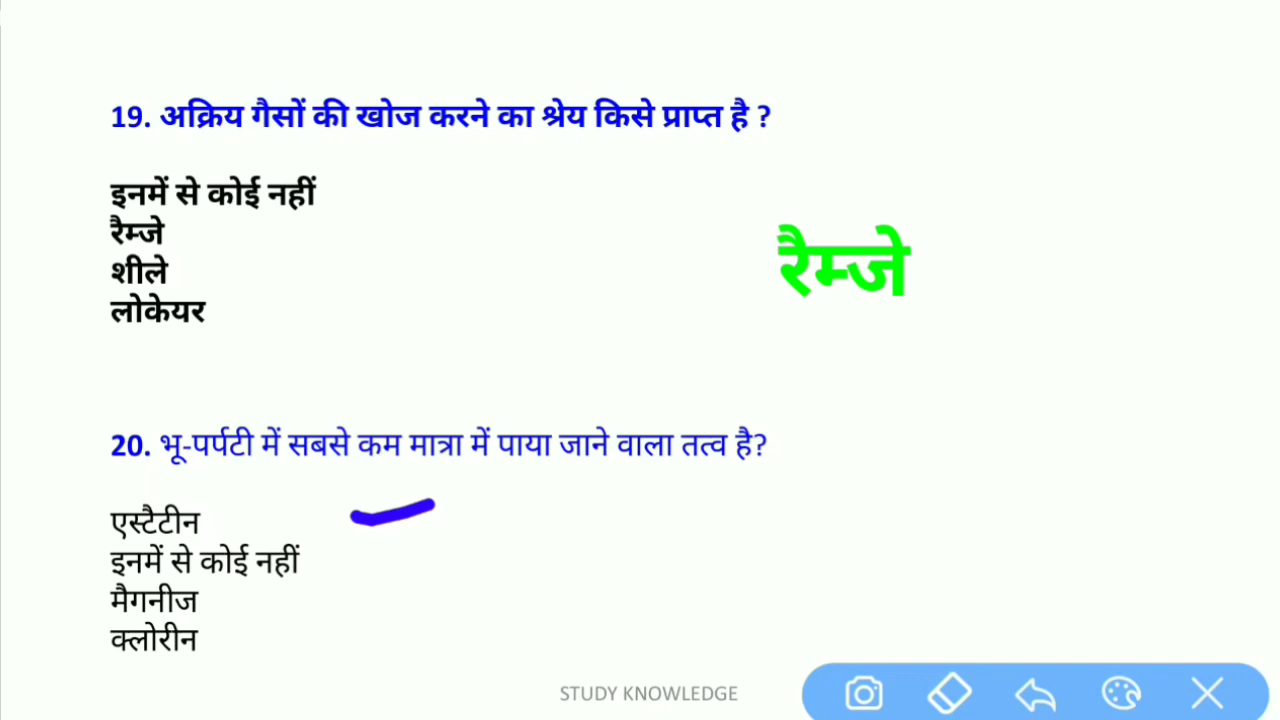 19. अक्रिय गैसों की खोज करने का श्रेय किसे प्राप्त है ?
इनमें से कोई नहीं
रैम्जे
शीले
लोकेयर
रैम्जे
20. भू-पर्पटी में सबसे कम मात्रा में पाया जाने वाला तत्व है?
एस्टैटीन
इनमें से कोई नहीं
मैगनीज
क्लोरीन
STUDY KNOWLEDGE